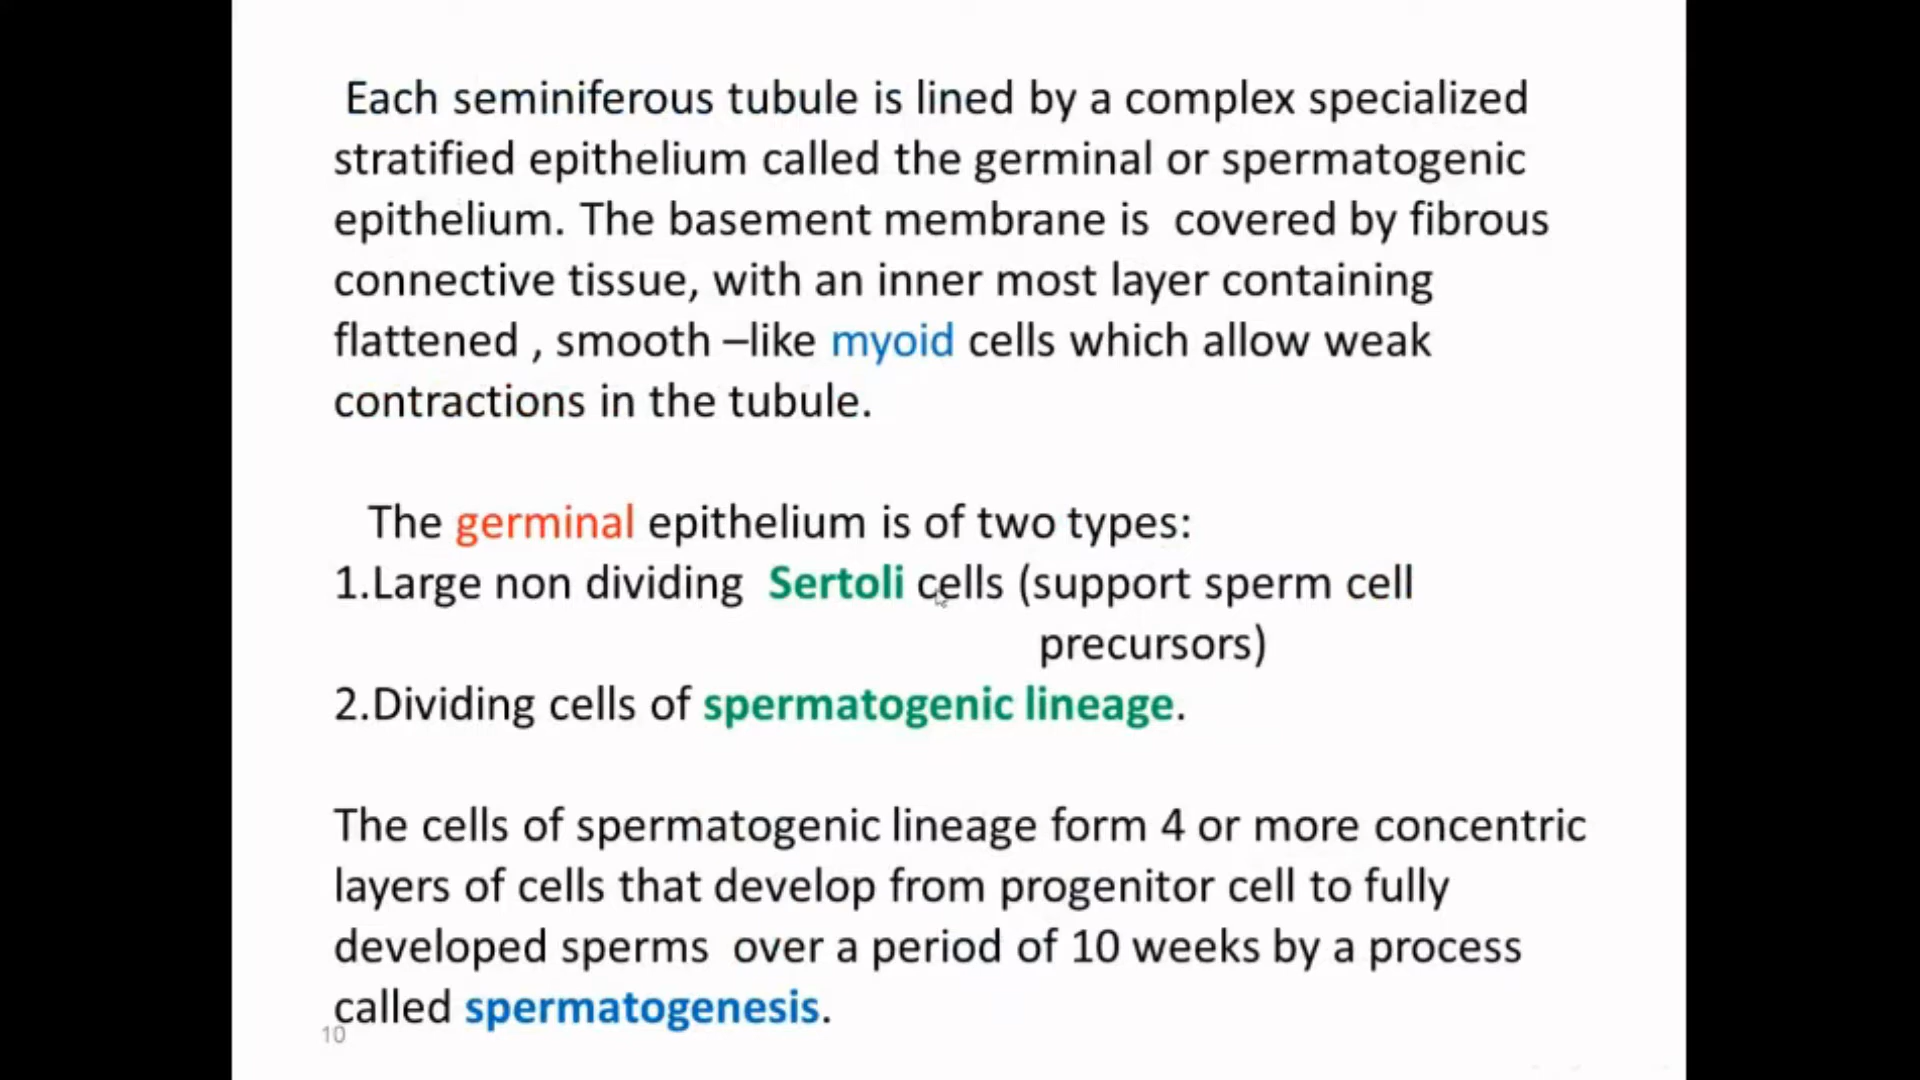 Each seminiferous tubule is lined by a complex specialized
stratified epithelium called the germinal or spermatogenic
epithelium. The basement membrane is covered by fibrous
connective tissue, with an inner most layer containing
flattened , smooth –like myoid cells which allow weak
contractions in the tubule.
The germinal epithelium is of two types:
1.Large non dividing Sertoli cells (support sperm cell
precursors)
2.Dividing cells of spermatogenic lineage.
The cells of spermatogenic lineage form 4 or more concentric
layers of cells that develop from progenitor cell to fully
developed sperms over a period of 10 weeks by a process
called spermatogenesis.
10